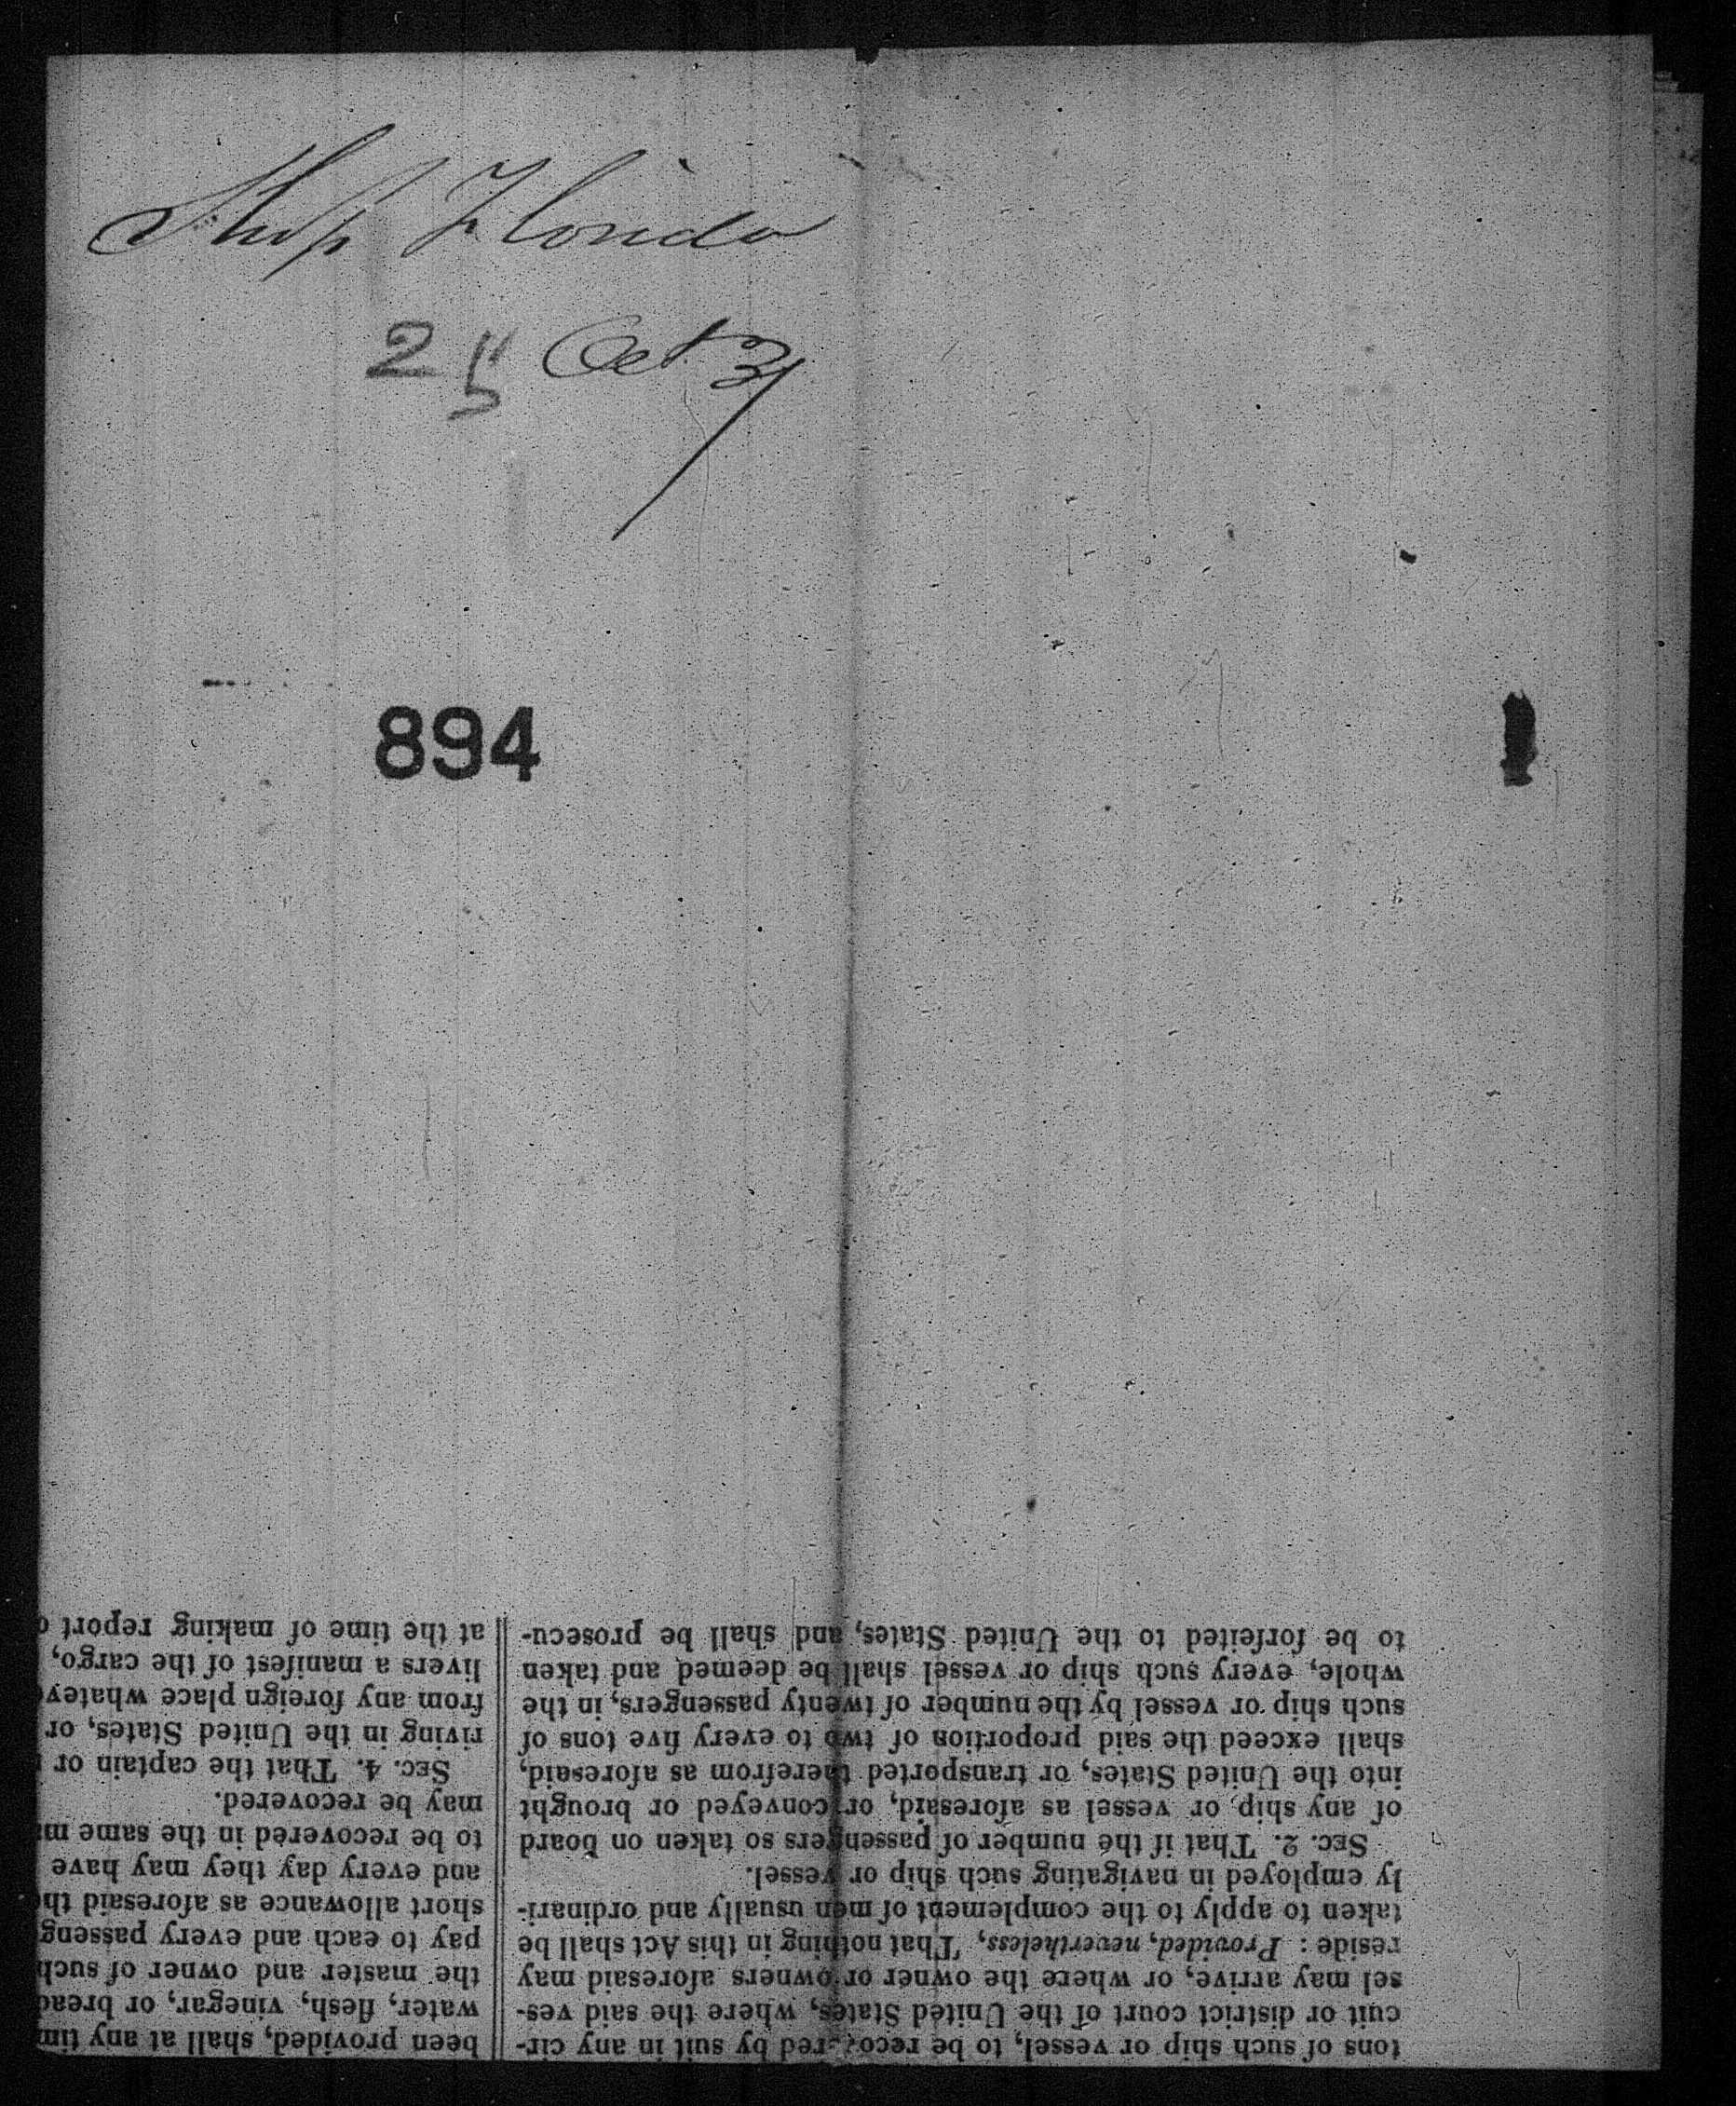 Ship Florida
25 Oct 31
894
tons of such ship or vessel, to be recovered by suit in any cir-
cuit or district court of the United States, where the said ves-
sel may arrive, or where the owner or owners aforesaid may
reside : Provided, nevertheless, That nothing in this Act shall be
taken to apply to the complement of men usually and ordinari-
ly employed in navigating such ship or vessel.
SEC. 2. That if the number of passengers so taken on board
of any ship or vessel as aforesaid, or conveyed or brought
into the United States, or transported therefrom as aforesaid,
shall exceed the said proportion of two to every five tons of
such ship or vessel by the number of twenty passengers, in the
whole, every such ship or vessel shall be deemed and taken
to be forfeited to the United States, and shall be prosecu-
been provided, shall at any tim
water, flesh, vinegar, or bread
the master and owner of such
pay to each and every passeng
short allowance as aforesaid the
and every day they may have
to be recovered in the same ma
may be recovered.
SEC. 4. That the captain or
riving in the United States, or
from any foreign place whatev
livers a manifest of the cargo,
at the time of making report